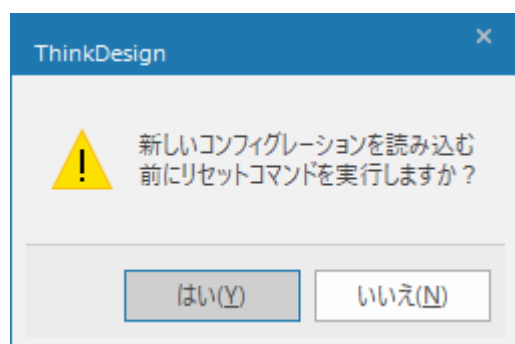 ThinkDesign
新しいコンフィグレーションを読み込む
前にリセットコマンドを実行しますか？
はい(Y)
いいえ(N)